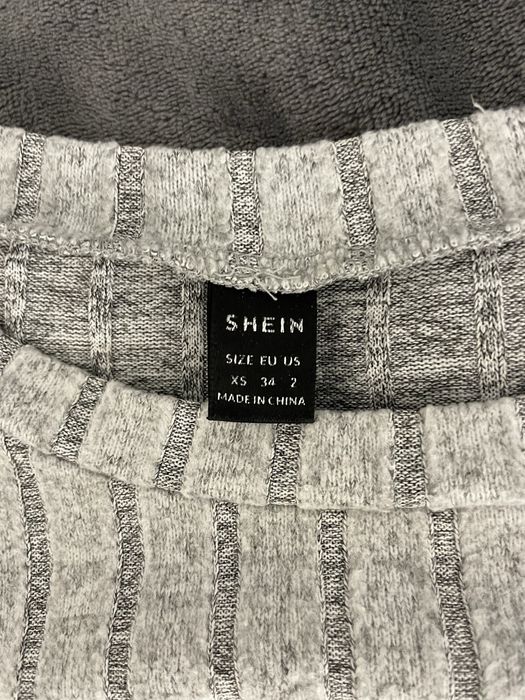 SHEIN
SIZE EU US
XS 34 2
MADE IN CHINA